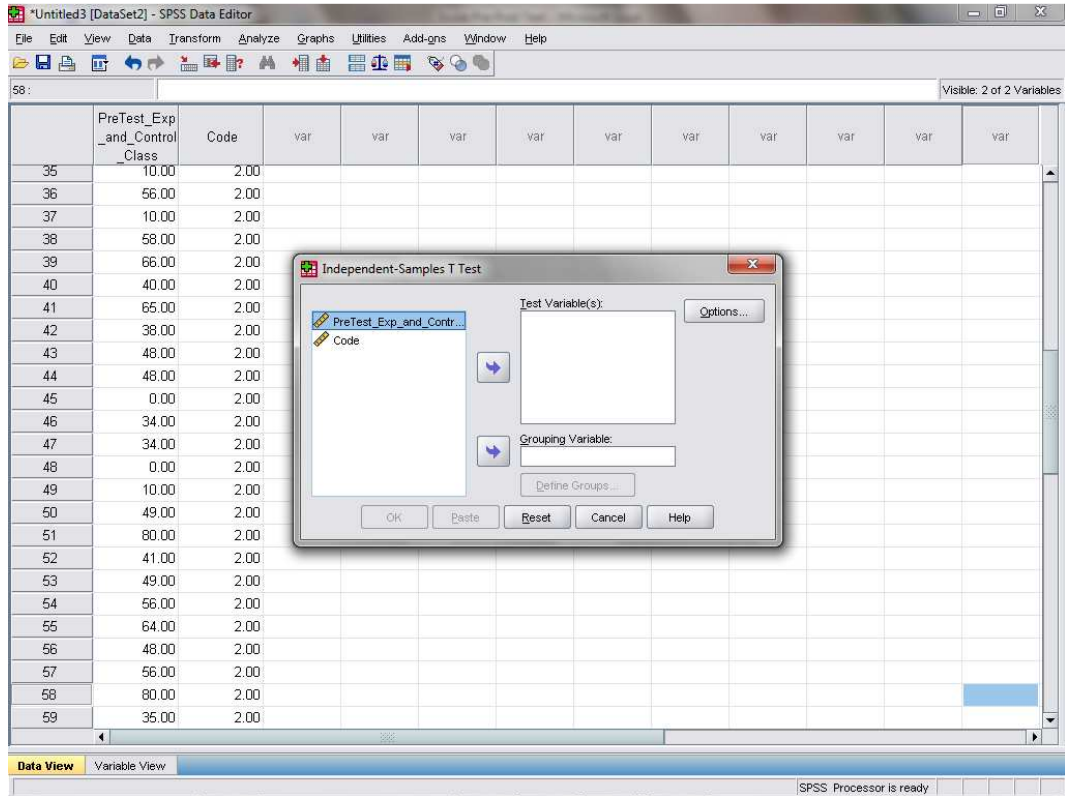 *Untitled3 [DataSet2] - SPSS Data Editor
File Edit View Data Transform Analyze Graphs Utilities Add-ons Window Help
58 :
Visible: 2 of 2 Variables
PreTest_Exp_and_Control_Class Code var var var var var var var var var
35 10.00 2.00
36 56.00 2.00
37 10.00 2.00
38 58.00 2.00
39 66.00 2.00
40 40.00 2.00
41 65.00 2.00
42 38.00 2.00
43 48.00 2.00
44 48.00 2.00
45 0.00 2.00
46 34.00 2.00
47 34.00 2.00
48 0.00 2.00
49 10.00 2.00
50 49.00 2.00
51 80.00 2.00
52 41.00 2.00
53 49.00 2.00
54 56.00 2.00
55 64.00 2.00
56 48.00 2.00
57 56.00 2.00
58 80.00 2.00
59 35.00 2.00
Independent-Samples T Test
PreTest_Exp_and_Contr...
Code
Test Variable(s):
Options...
Grouping Variable:
Define Groups...
OK Paste Reset Cancel Help
Data View Variable View
SPSS Processor is ready